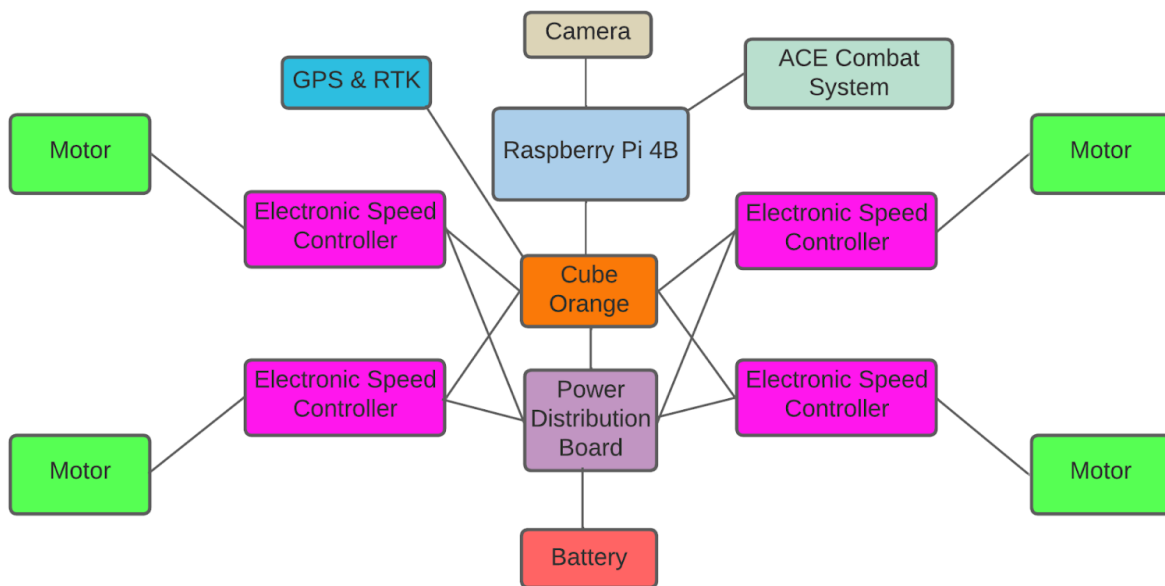 Camera
ACE Combat
System
GPS & RTK
Motor
Raspberry Pi 4B
Motor
Electronic Speed
Controller
Electronic Speed
Controller
Cube
Orange
Electronic Speed
Controller
Power
Distribution
Board
Electronic Speed
Controller
Motor
Motor
Battery